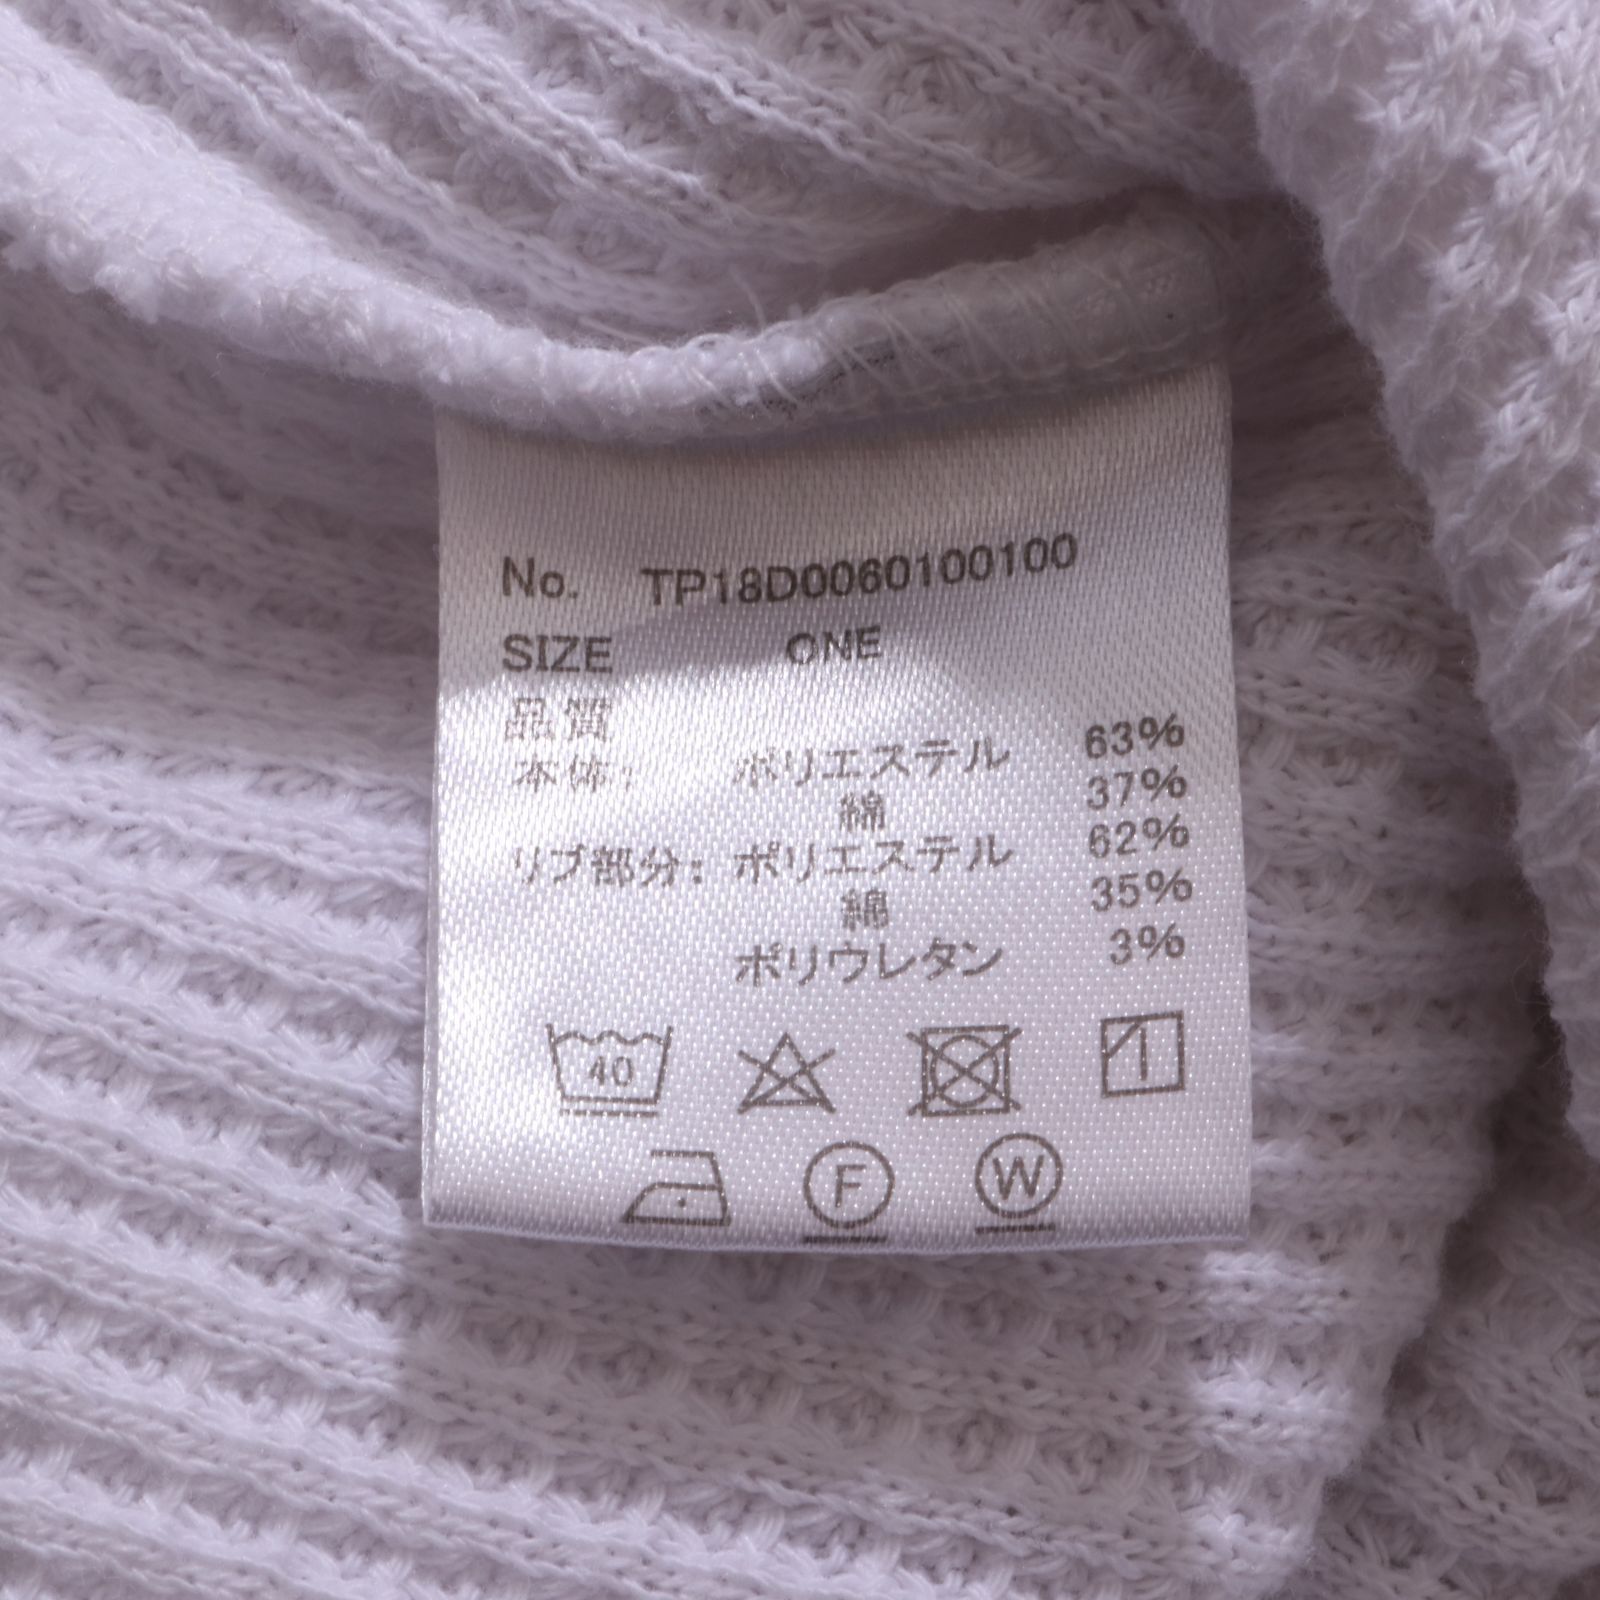 No. TP18D0060100100
SIZE ONE
品質
本体: ポリエステル 63%
綿 37%
リブ部分: ポリエステル 62%
綿 35%
ポリウレタン 3%
40
F W